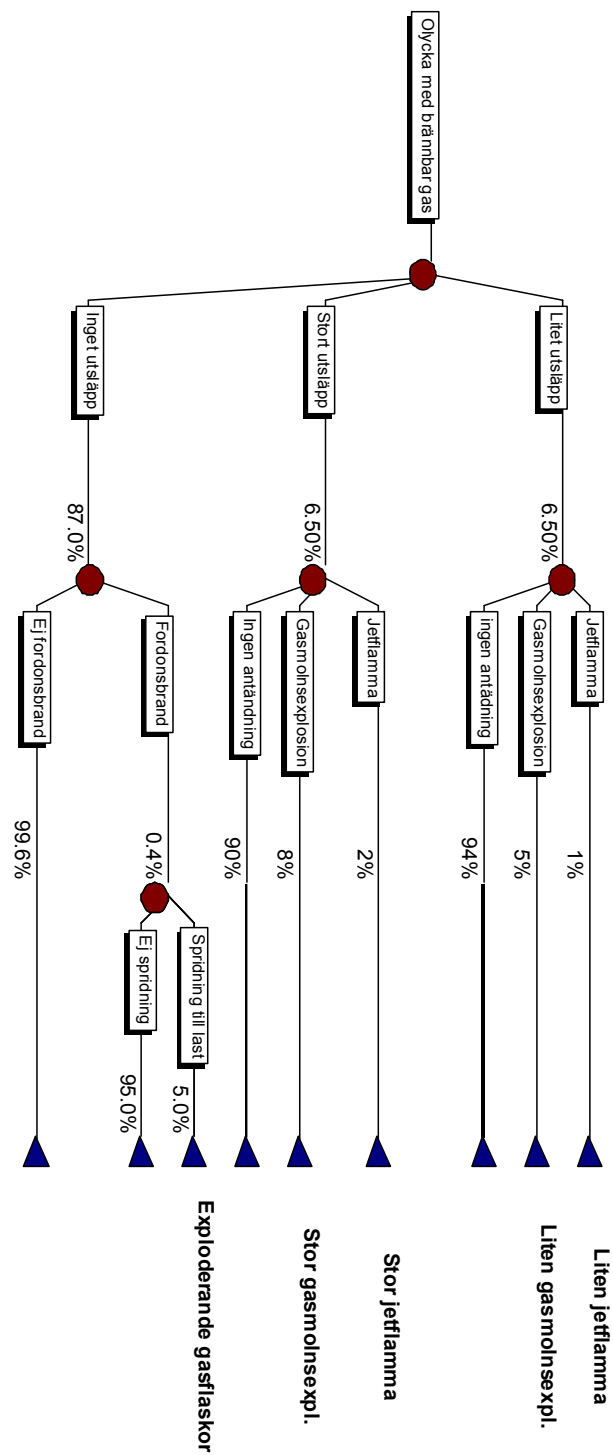 Olycka med brännbar gas
Litet utsläpp
6.50%
Jetflamma
1%
Liten jetflamma
Gasmolnsexplosion
5%
Liten gasmolnsexpl.
ingen antädning
94%
Stort utsläpp
6.50%
Jetflamma
2%
Stor jetflamma
Gasmolnsexplosion
8%
Stor gasmolnsexpl.
Ingen antändning
90%
Inget utsläpp
87.0%
Fordonsbrand
0.4%
Spridning till last
5.0%
Exploderande gasflaskor
Ej spridning
95.0%
Ej fordonsbrand
99.6%